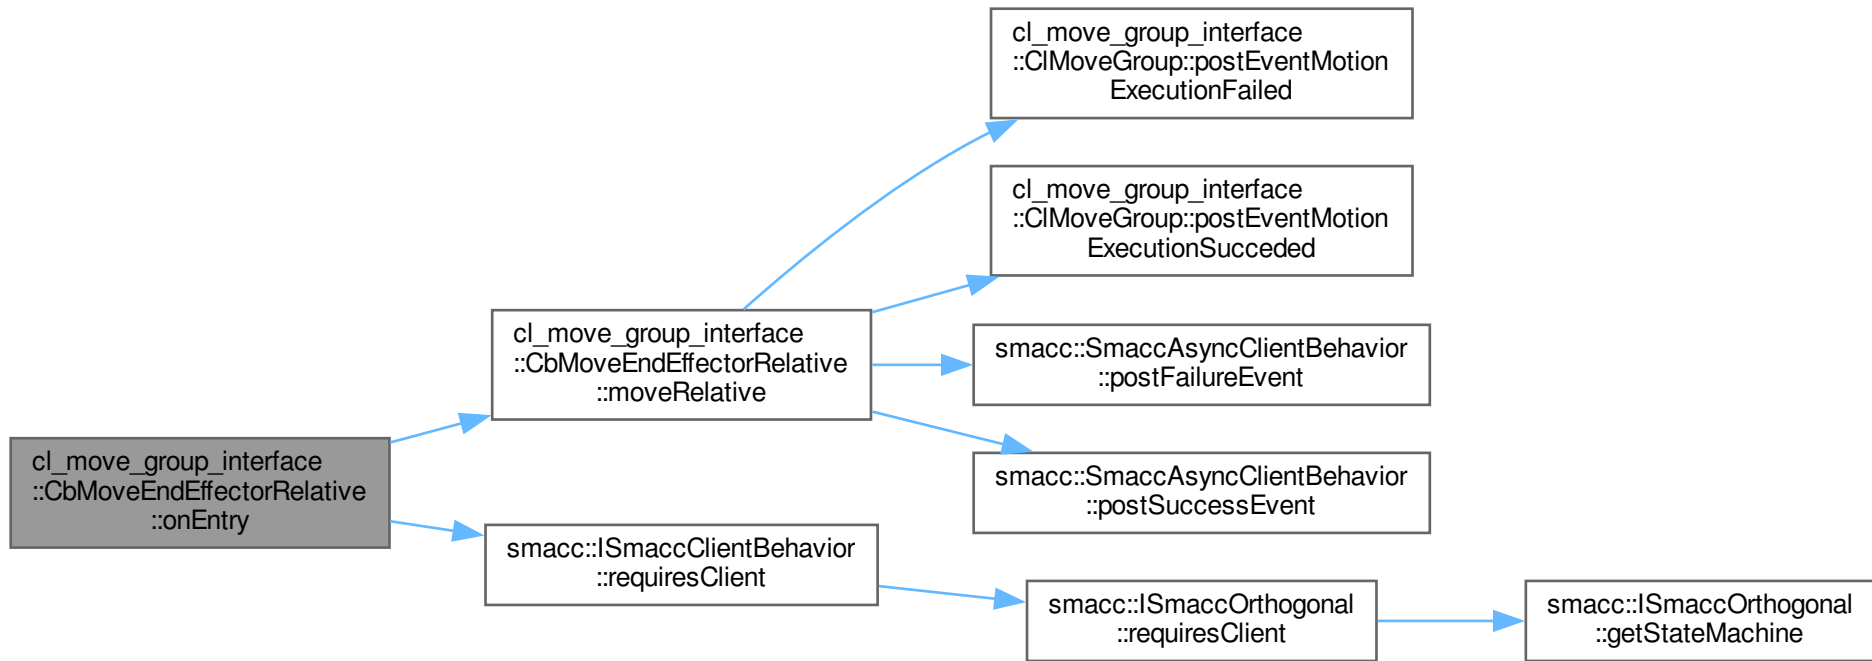 cl_move_group_interface
::ClMoveGroup::postEventMotion
ExecutionFailed
cl_move_group_interface
::ClMoveGroup::postEventMotion
ExecutionSucceded
cl_move_group_interface
::CbMoveEndEffectorRelative
::moveRelative
smacc::SmaccAsyncClientBehavior
::postFailureEvent
cl_move_group_interface
::CbMoveEndEffectorRelative
::onEntry
smacc::SmaccAsyncClientBehavior
::postSuccessEvent
smacc::ISmaccClientBehavior
::requiresClient
smacc::ISmaccOrthogonal
::requiresClient
smacc::ISmaccOrthogonal
::getStateMachine